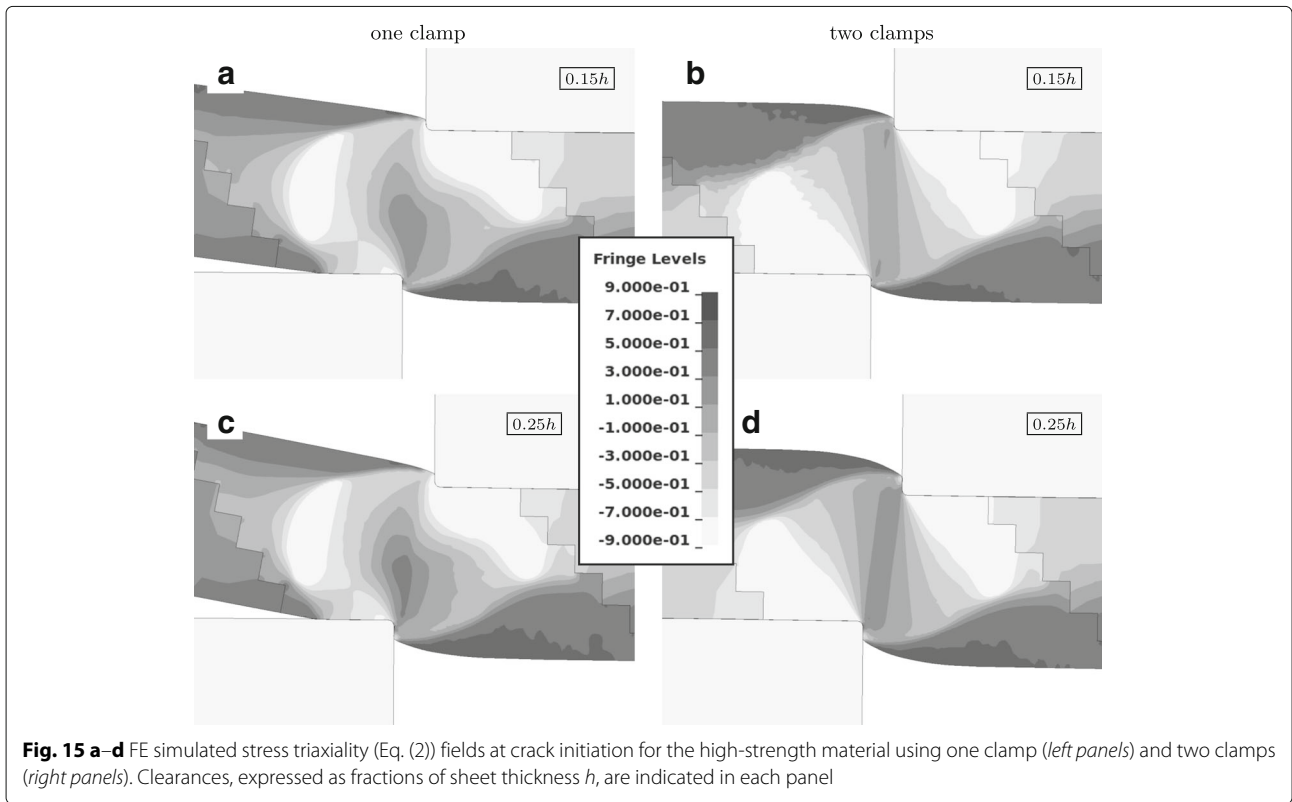 one clamp
two clamps
a
0.15h
b
0.15h
Fringe Levels
9.000e-01
7.000e-01
5.000e-01
3.000e-01
1.000e-01
-1.000e-01
-3.000e-01
-5.000e-01
-7.000e-01
-9.000e-01
c
0.25h
d
0.25h
Fig. 15 a–d FE simulated stress triaxiality (Eq. (2)) fields at crack initiation for the high-strength material using one clamp (left panels) and two clamps
(right panels). Clearances, expressed as fractions of sheet thickness h, are indicated in each panel